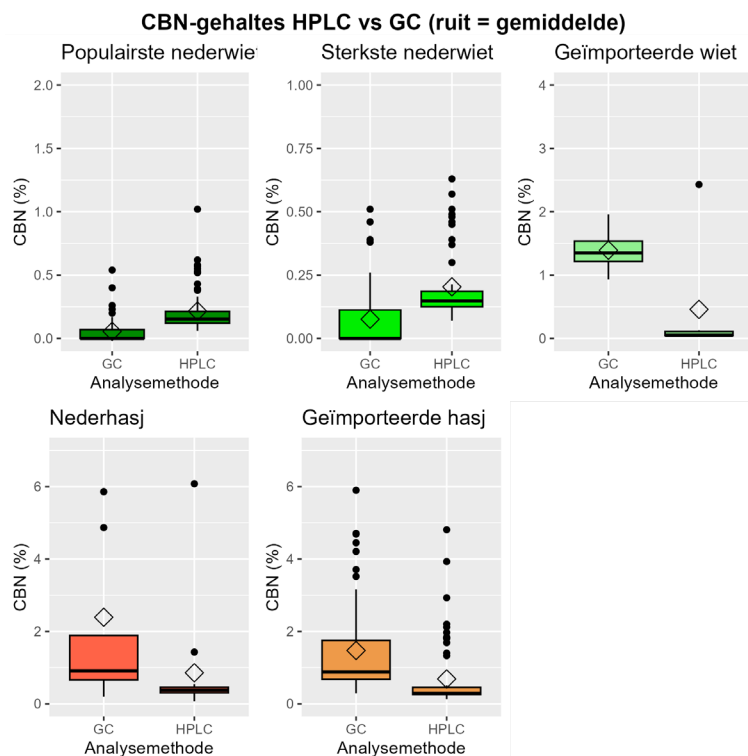 CBN-gehaltes HPLC vs GC (ruit = gemiddelde)
Populairste nederwiet
Sterkste nederwiet
Geïmporteerde wiet
CBN (%)
2.0
1.5
1.0
0.5
0.0
GC HPLC
Analysemethode
CBN (%)
1.00
0.75
0.50
0.25
0.00
GC HPLC
Analysemethode
CBN (%)
4
3
2
1
0
GC HPLC
Analysemethode
Nederhasj
Geïmporteerde hasj
CBN (%)
6
4
2
0
GC HPLC
Analysemethode
CBN (%)
6
4
2
0
GC HPLC
Analysemethode